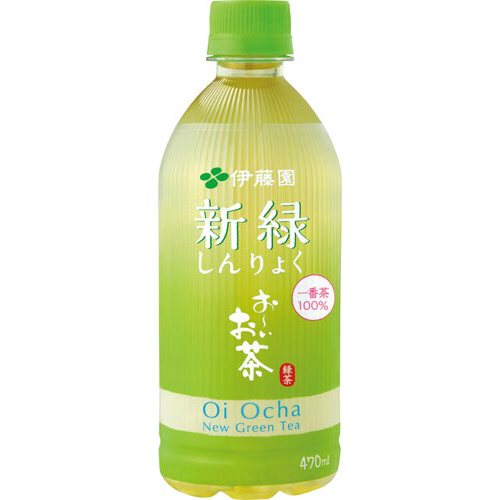 伊藤園
新緑
しんりょく
一番茶
100%
お〜いお茶
緑茶
Oi Ocha
New Green Tea
470ml